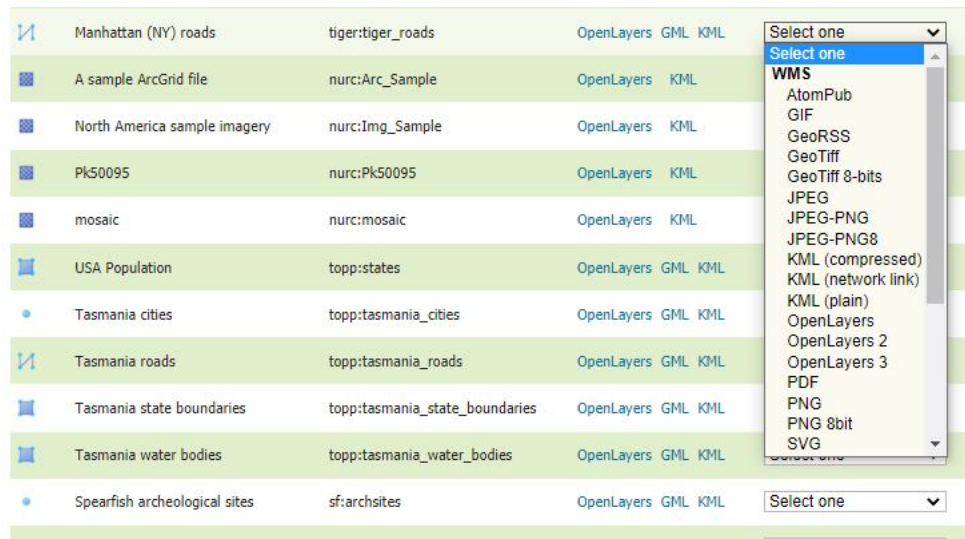 Manhattan (NY) roads tiger:tiger_roads OpenLayers GML KML Select one
Select one
A sample ArcGrid file nurc:Arc_Sample OpenLayers KML
WMS
AtomPub
North America sample imagery nurc:Img_Sample OpenLayers KML
GIF
GeoRSS
GeoTiff
Pk50095 nurc:Pk50095 OpenLayers KML
GeoTiff 8-bits
JPEG
mosaic nurc:mosaic OpenLayers KML
JPEG-PNG
JPEG-PNG8
USA Population topp:states OpenLayers GML KML
KML (compressed)
KML (network link)
Tasmania cities topp:tasmania_cities OpenLayers GML KML
KML (plain)
OpenLayers
OpenLayers 2
Tasmania roads topp:tasmania_roads OpenLayers GML KML
OpenLayers 3
PDF
Tasmania state boundaries topp:tasmania_state_boundaries OpenLayers GML KML
PNG
PNG 8bit
SVG
Tasmania water bodies topp:tasmania_water_bodies OpenLayers GML KML
Spearfish archeological sites sf:archsites OpenLayers GML KML Select one